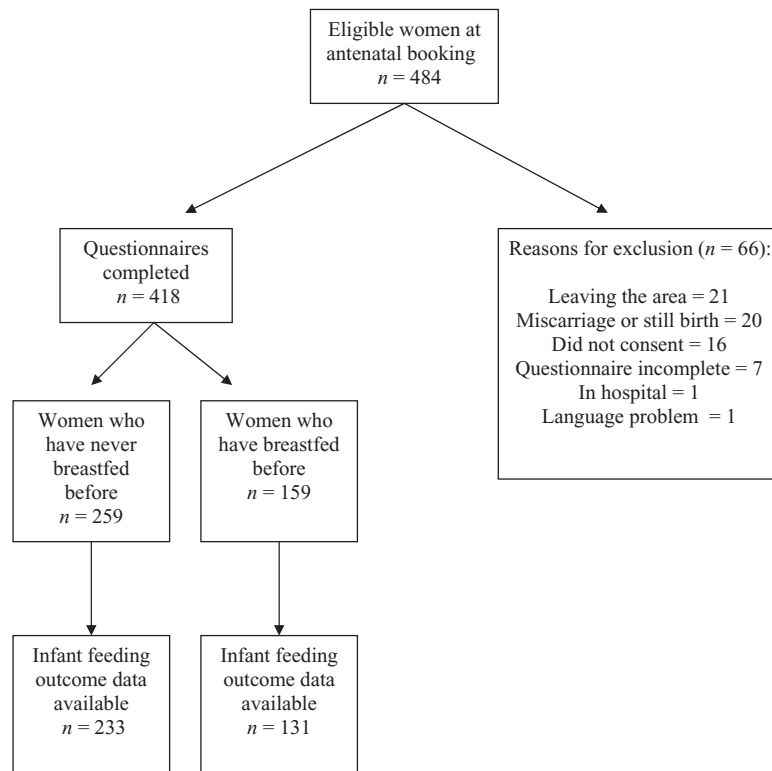 Eligible women at
antenatal booking
n = 484
Questionnaires
completed
n = 418
Reasons for exclusion (n = 66):
Leaving the area = 21
Miscarriage or still birth = 20
Did not consent = 16
Questionnaire incomplete = 7
In hospital = 1
Language problem = 1
Women who
have never
breastfed
before
n = 259
Women who
have breastfed
before
n = 159
Infant feeding
outcome data
available
n = 233
Infant feeding
outcome data
available
n = 131